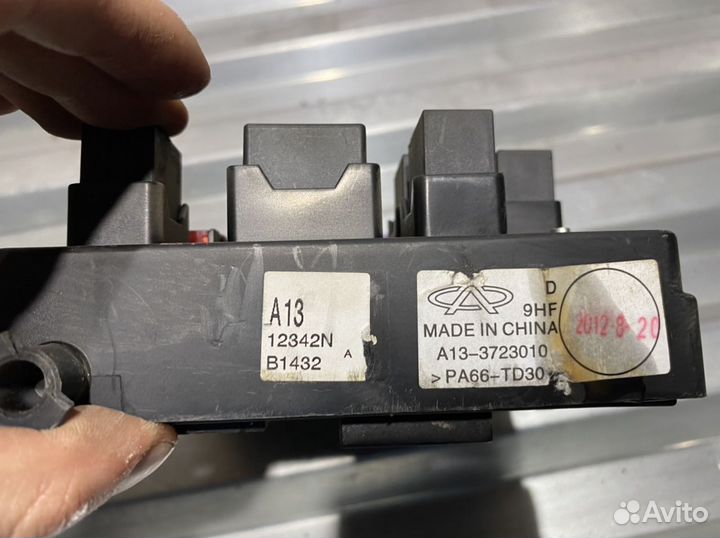 A13
12342N
B1432 A
D
9HF
MADE IN CHINA
A13-3723010
>PA66-TD30<
2012-8-20
Avito